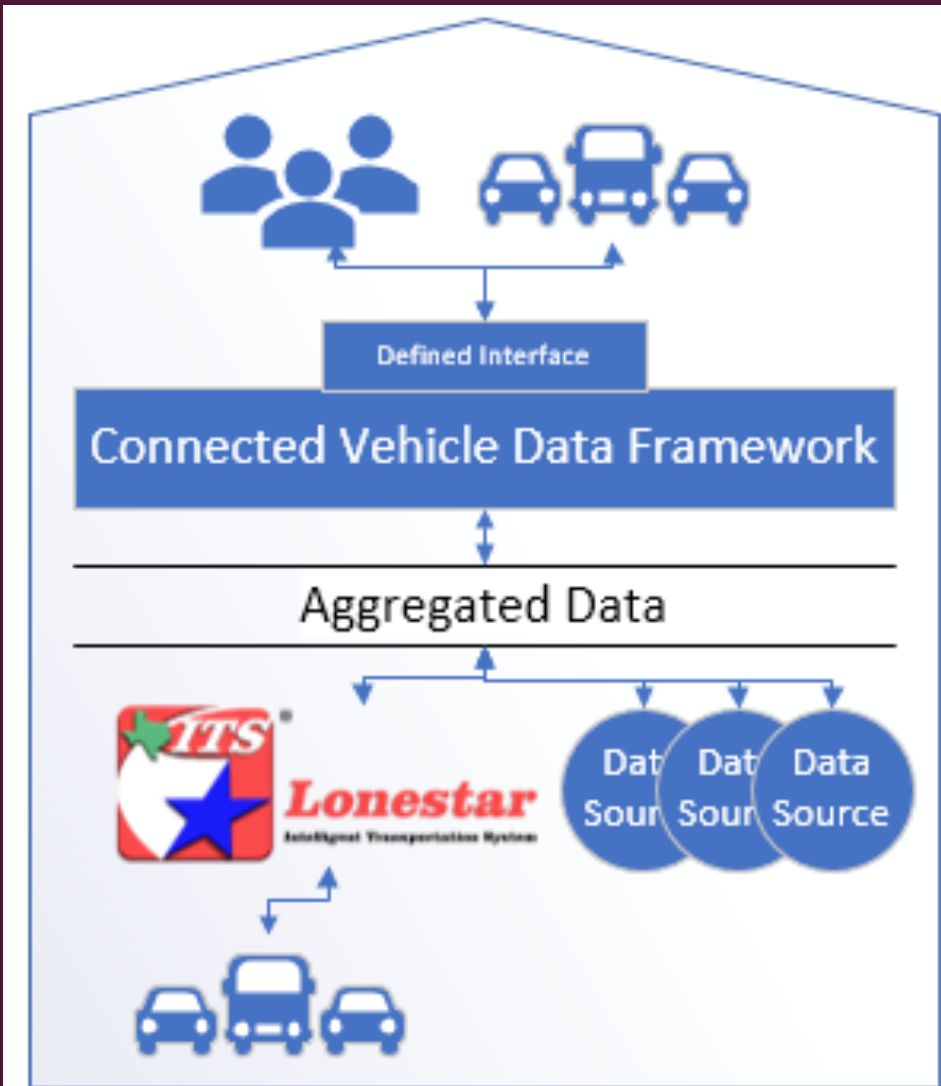 Defined Interface
Connected Vehicle Data Framework
Aggregated Data
ITS
®
Lonestar
Intelligent Transportation System
Dat Dat Data
Sour Sour Source